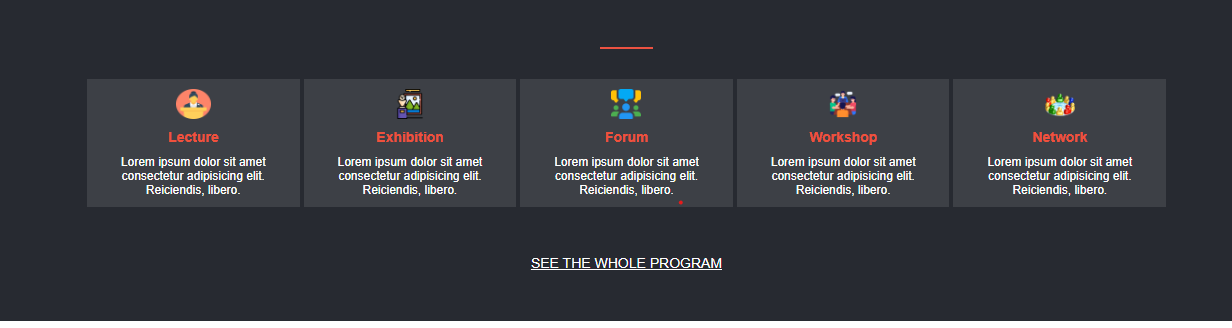 Lecture
Lorem ipsum dolor sit amet
consectetur adipisicing elit.
Reiciendis, libero.
Exhibition
Lorem ipsum dolor sit amet
consectetur adipisicing elit.
Reiciendis, libero.
Forum
Lorem ipsum dolor sit amet
consectetur adipisicing elit.
Reiciendis, libero.
Workshop
Lorem ipsum dolor sit amet
consectetur adipisicing elit.
Reiciendis, libero.
Network
Lorem ipsum dolor sit amet
consectetur adipisicing elit.
Reiciendis, libero.
SEE THE WHOLE PROGRAM